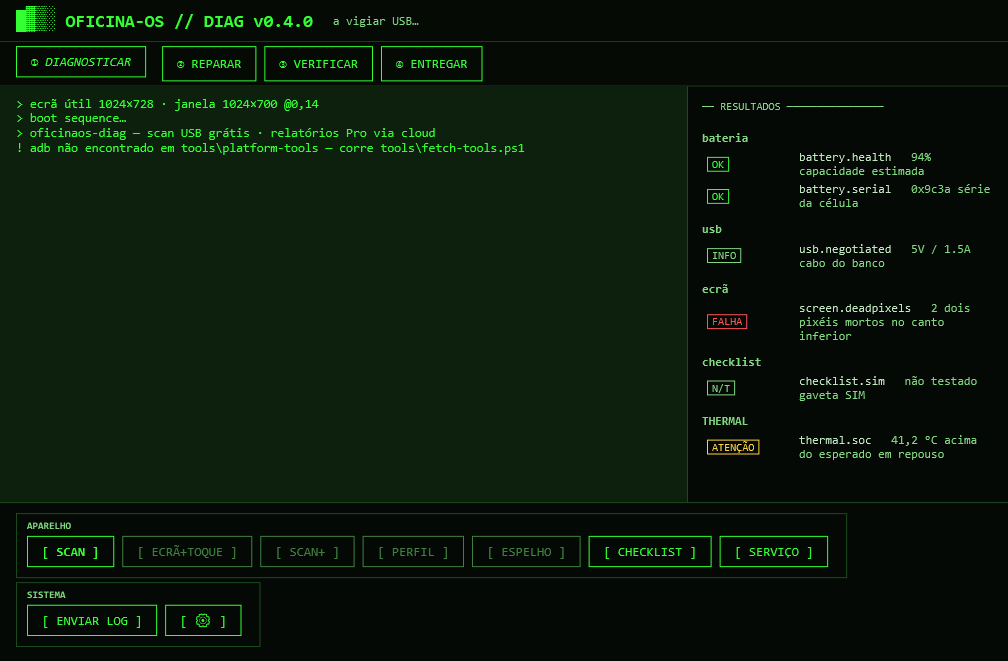 OFICINA-OS // DIAG v0.4.0 a vigiar USB…
① DIAGNOSTICAR ② REPARAR ③ VERIFICAR ④ ENTREGAR
> ecrã útil 1024×728 · janela 1024×700 @0,14
> boot sequence…
> oficinaos-diag — scan USB grátis · relatórios Pro via cloud
! adb não encontrado em tools\platform-tools — corre tools\fetch-tools.ps1
── RESULTADOS ────────────────
bateria
OK battery.health 94%
capacidade estimada
OK battery.serial 0x9c3a série
da célula
usb
INFO usb.negotiated 5V / 1.5A
cabo do banco
ecrã
FALHA screen.deadpixels 2 dois
pixéis mortos no canto
inferior
checklist
N/T checklist.sim não testado
gaveta SIM
THERMAL
ATENÇÃO thermal.soc 41,2 °C acima
do esperado em repouso
APARELHO
[ SCAN ] [ ECRÃ+TOQUE ] [ SCAN+ ] [ PERFIL ] [ ESPELHO ] [ CHECKLIST ] [ SERVIÇO ]
SISTEMA
[ ENVIAR LOG ] [ ⚙ ]